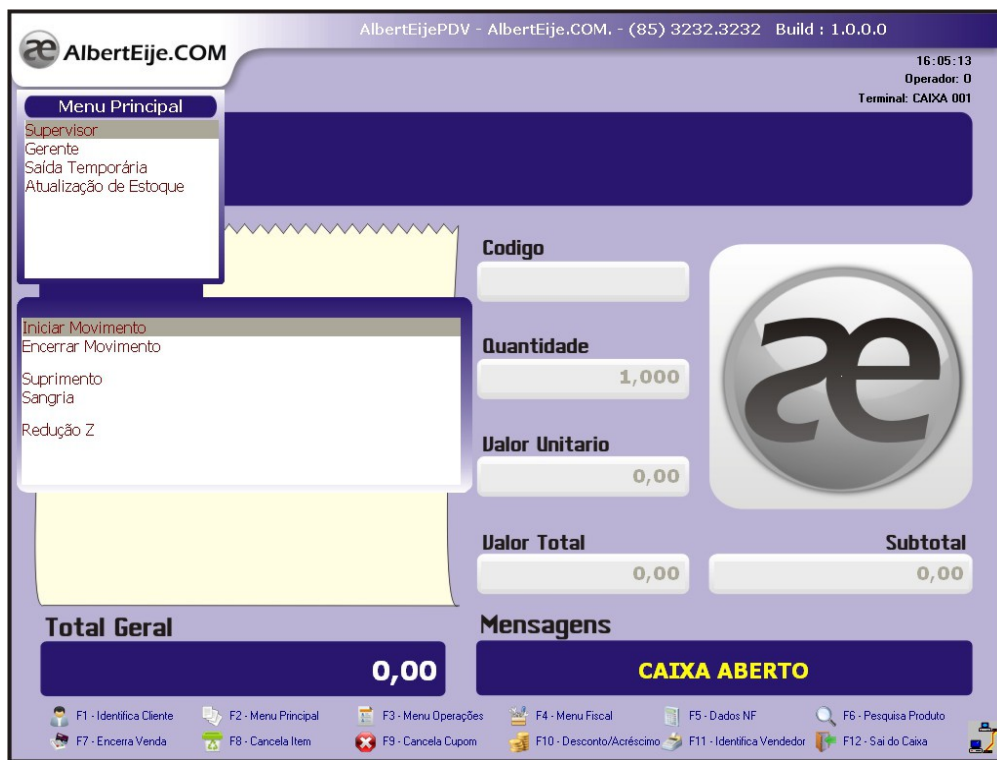 AlbertEijePDV - AlbertEije.COM. - (85) 3232.3232 Build : 1.0.0.0
æ AlbertEije.COM
16:05:13
Operador: O
Terminal: CAIXA 001
Menu Principal
Supervisor
Gerente
Saída Temporária
Atualização de Estoque
Iniciar Movimento
Encerrar Movimento
Suprimento
Sangria
Redução Z
Codigo
Quantidade
1,000
Valor Unitario
0,00
Valor Total
0,00
Subtotal
0,00
æ
Total Geral
0,00
Mensagens
CAIXA ABERTO
F1 - Identifica Cliente F2 - Menu Principal F3 - Menu Operações F4 - Menu Fiscal F5 - Dados NF F6 - Pesquisa Produto
F7 - Encerra Venda F8 - Cancela Item F9 - Cancela Cupom F10 - Desconto/Acréscimo F11 - Identifica Vendedor F12 - Sai do Caixa